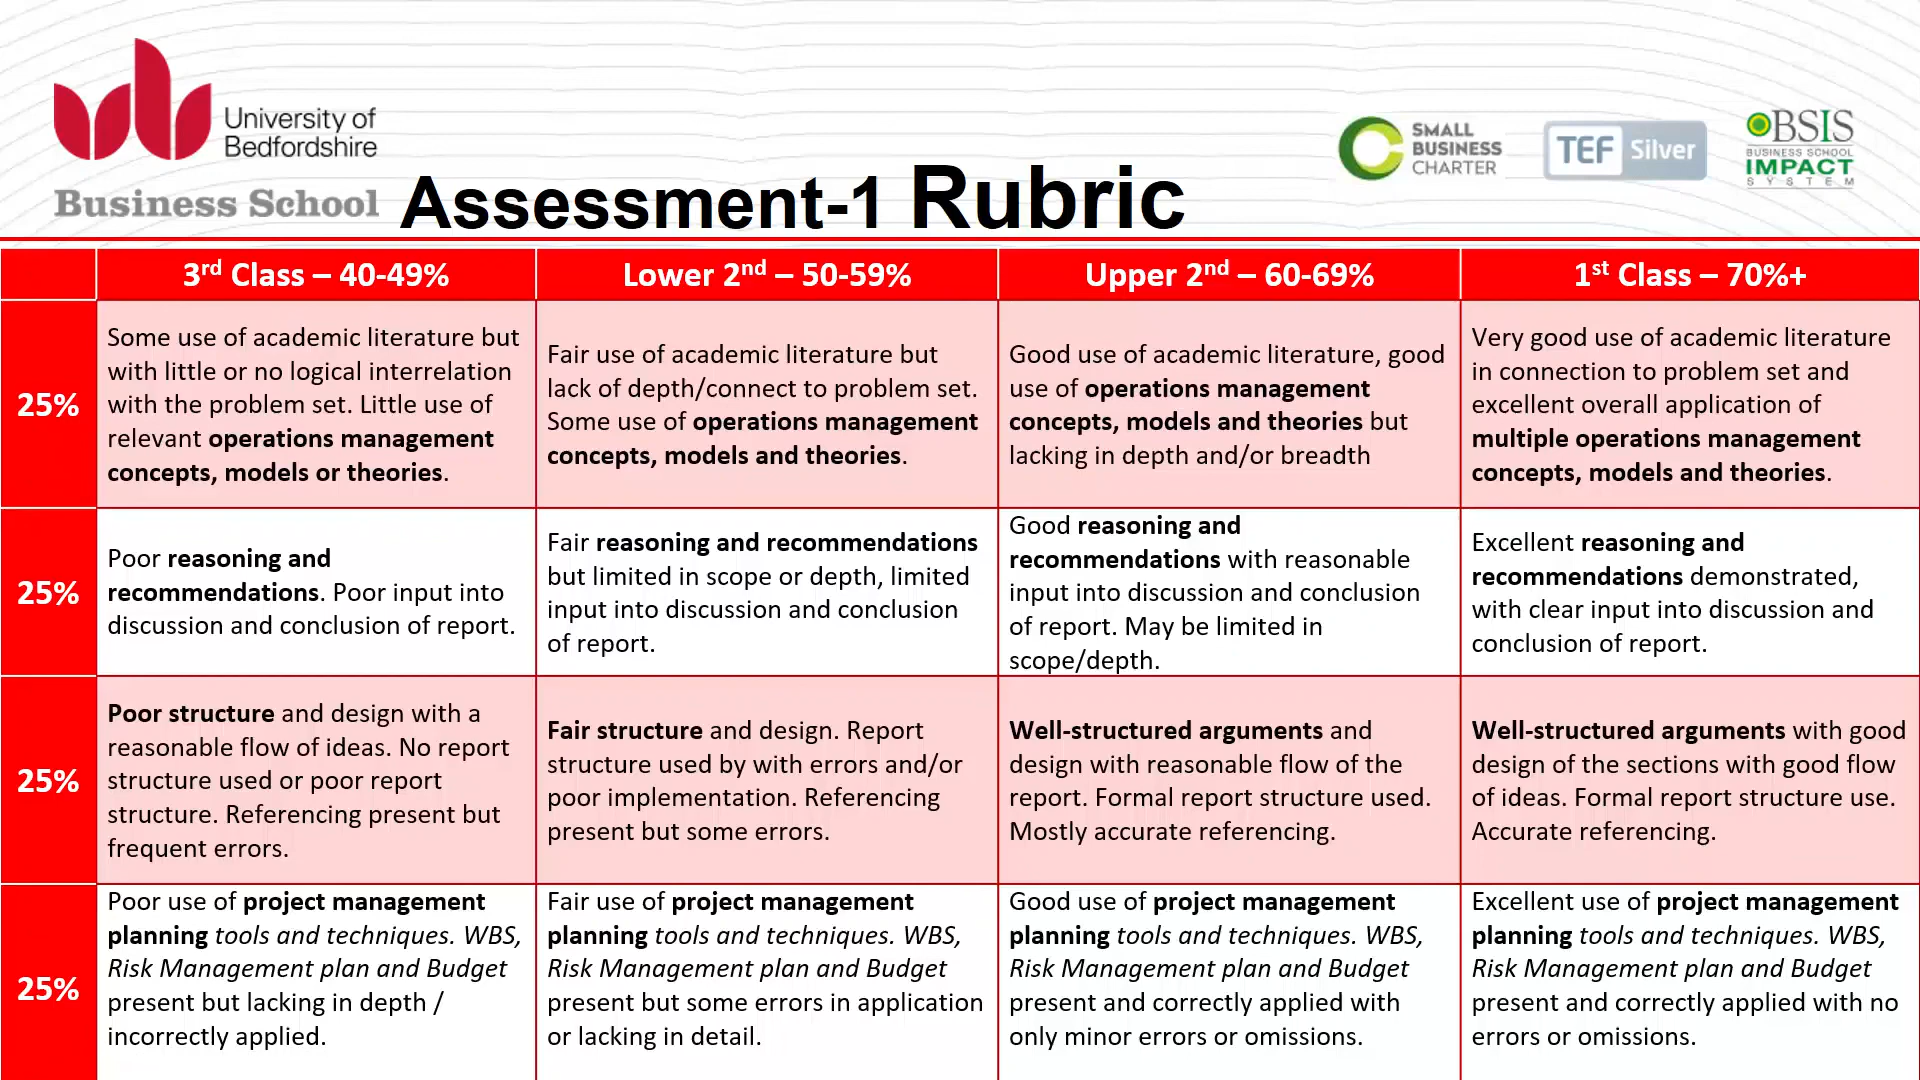 University of
Bedfordshire
Business School
Assessment-1 Rubric
SMALL
BUSINESS
CHARTER
TEF Silver
BSIS
BUSINESS SCHOOL
IMPACT
SYSTEM
3rd Class – 40-49%
Lower 2nd – 50-59%
Upper 2nd – 60-69%
1st Class – 70%+
25%
Some use of academic literature but
with little or no logical interrelation
with the problem set. Little use of
relevant operations management
concepts, models or theories.
Fair use of academic literature but
lack of depth/connect to problem set.
Some use of operations management
concepts, models and theories.
Good use of academic literature, good
use of operations management
concepts, models and theories but
lacking in depth and/or breadth
Very good use of academic literature
in connection to problem set and
excellent overall application of
multiple operations management
concepts, models and theories.
25%
Poor reasoning and
recommendations. Poor input into
discussion and conclusion of report.
Fair reasoning and recommendations
but limited in scope or depth, limited
input into discussion and conclusion
of report.
Good reasoning and
recommendations with reasonable
input into discussion and conclusion
of report. May be limited in
scope/depth.
Excellent reasoning and
recommendations demonstrated,
with clear input into discussion and
conclusion of report.
25%
Poor structure and design with a
reasonable flow of ideas. No report
structure used or poor report
structure. Referencing present but
frequent errors.
Fair structure and design. Report
structure used by with errors and/or
poor implementation. Referencing
present but some errors.
Well-structured arguments and
design with reasonable flow of the
report. Formal report structure used.
Mostly accurate referencing.
Well-structured arguments with good
design of the sections with good flow
of ideas. Formal report structure use.
Accurate referencing.
25%
Poor use of project management
planning tools and techniques. WBS,
Risk Management plan and Budget
present but lacking in depth /
incorrectly applied.
Fair use of project management
planning tools and techniques. WBS,
Risk Management plan and Budget
present but some errors in application
or lacking in detail.
Good use of project management
planning tools and techniques. WBS,
Risk Management plan and Budget
present and correctly applied with
only minor errors or omissions.
Excellent use of project management
planning tools and techniques. WBS,
Risk Management plan and Budget
present and correctly applied with no
errors or omissions.